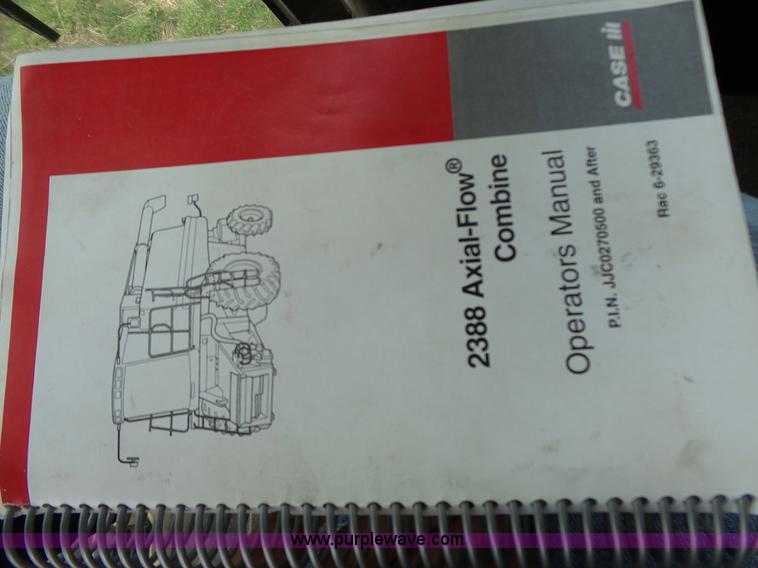 CASE IH
2388 Axial-Flow®
Combine
Operators Manual
P.I.N. JJC0270500 and After
Rac 6-29363
www.purplewave.com